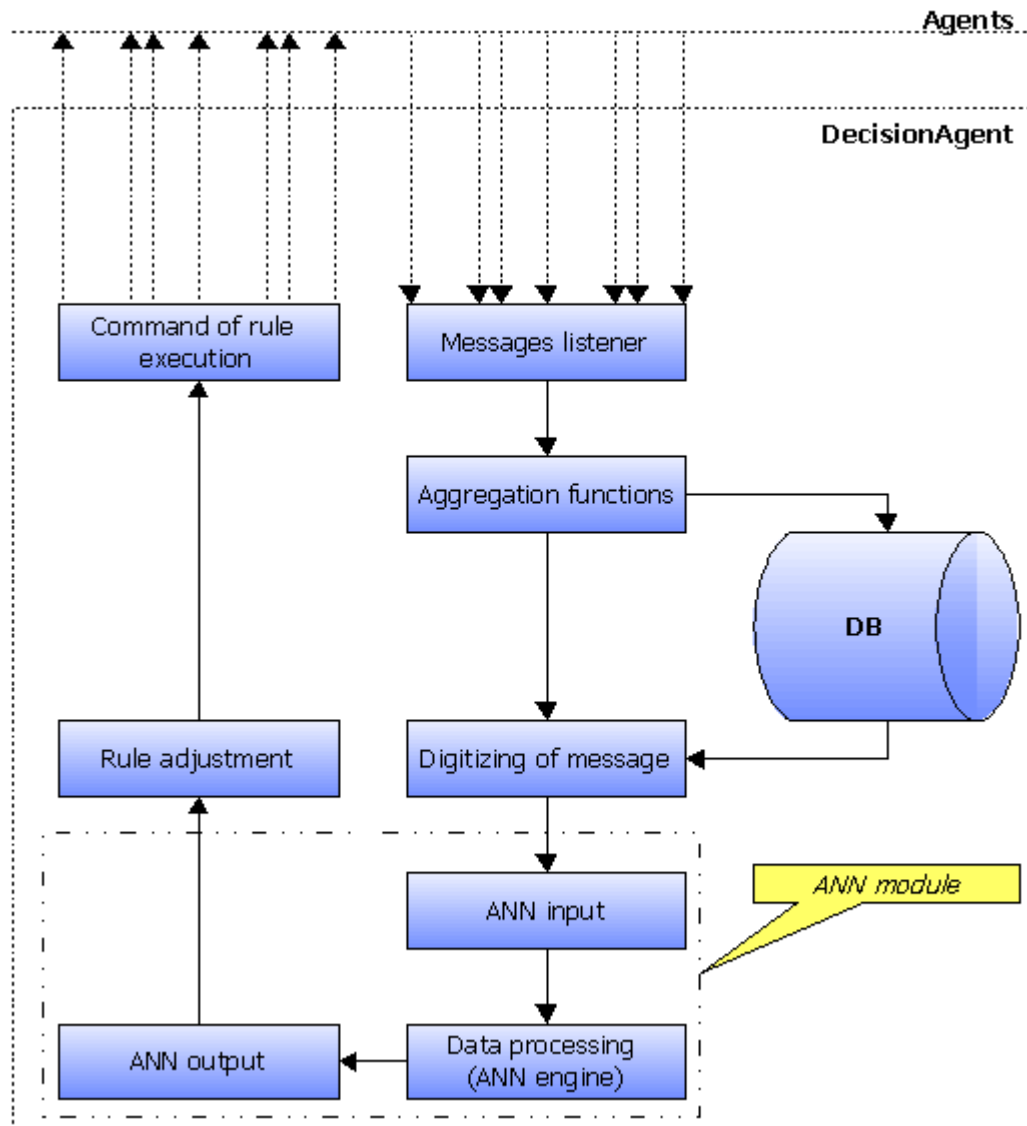 Agents
DecisionAgent
Command of rule
execution
Messages listener
Aggregation functions
DB
Rule adjustment
Digitizing of message
ANN module
ANN input
ANN output
Data processing
(ANN engine)